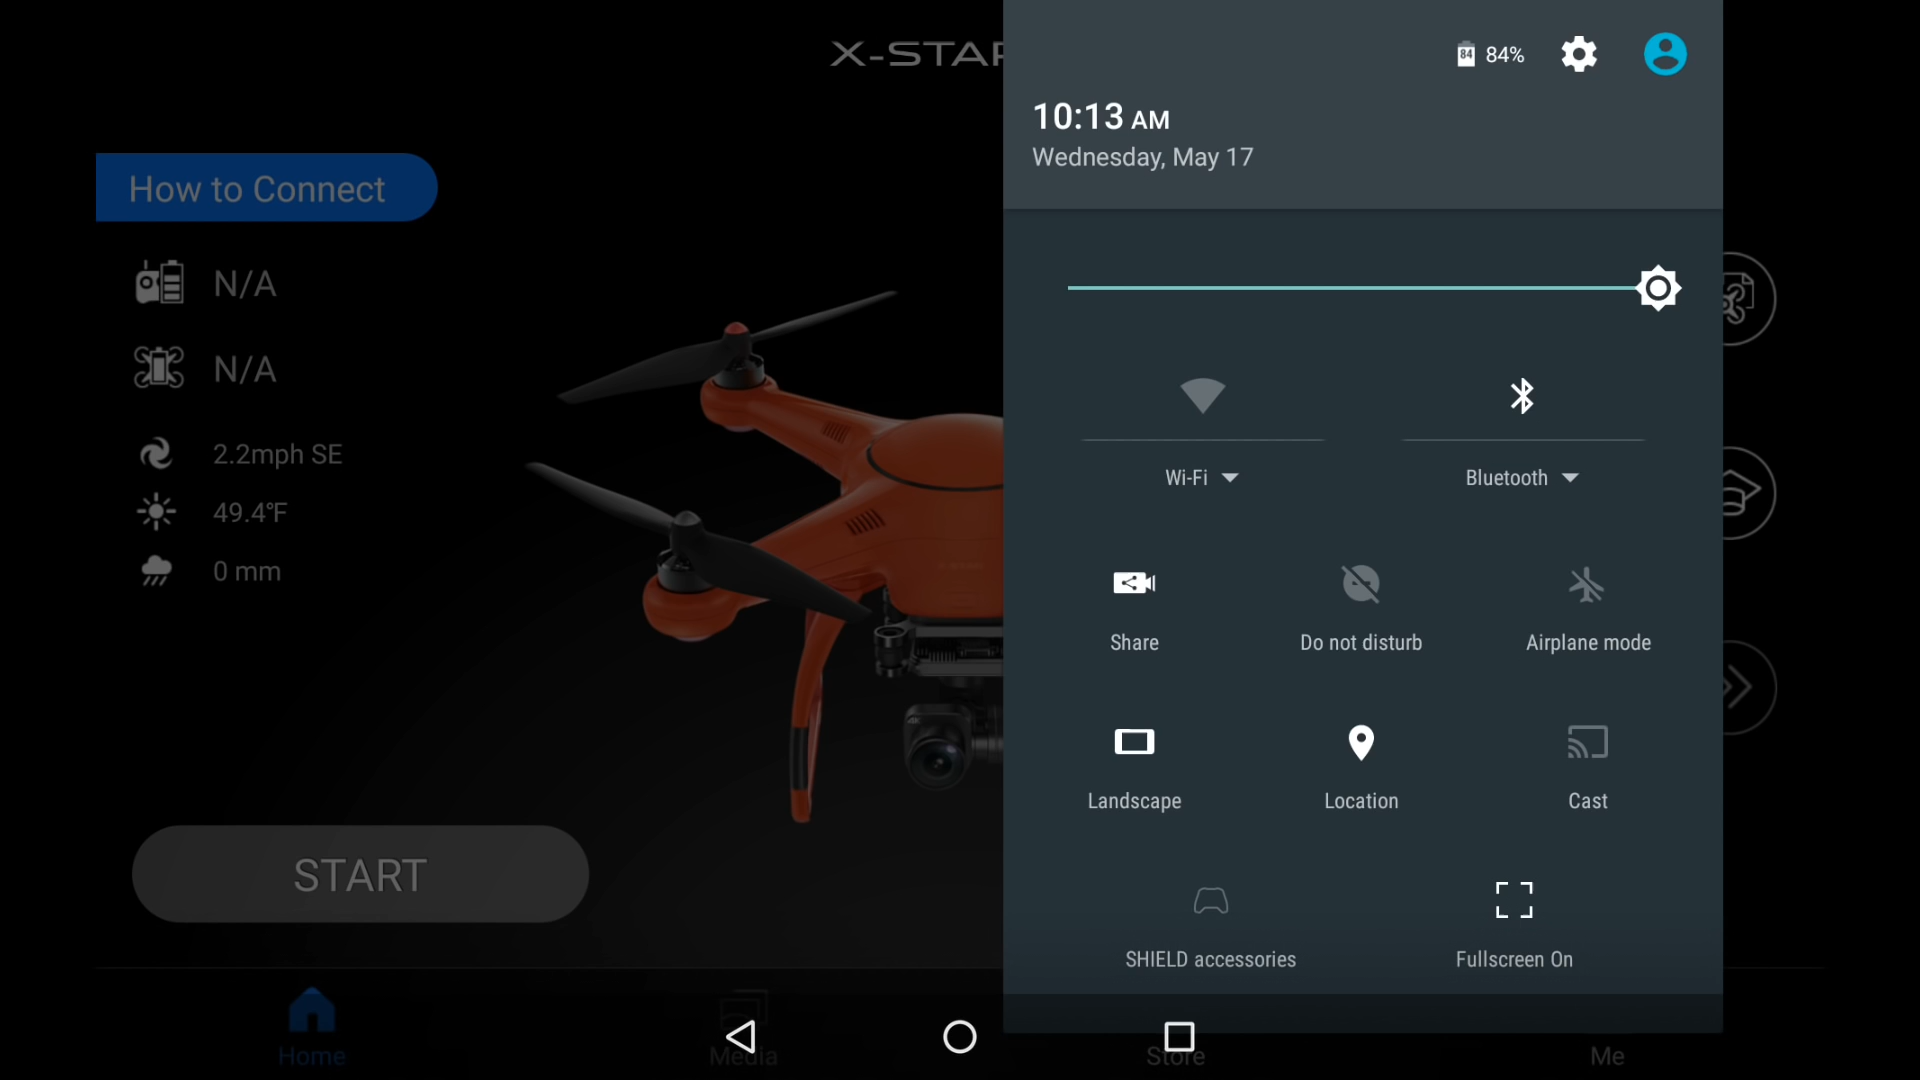 X-STAR
84
84%
10:13 AM
Wednesday, May 17
How to Connect
N/A
N/A
2.2mph SE
49.4°F
0 mm
START
Wi-Fi
Bluetooth
Share
Do not disturb
Airplane mode
Landscape
Location
Cast
SHIELD accessories
Fullscreen On
Home
Media
Store
Me